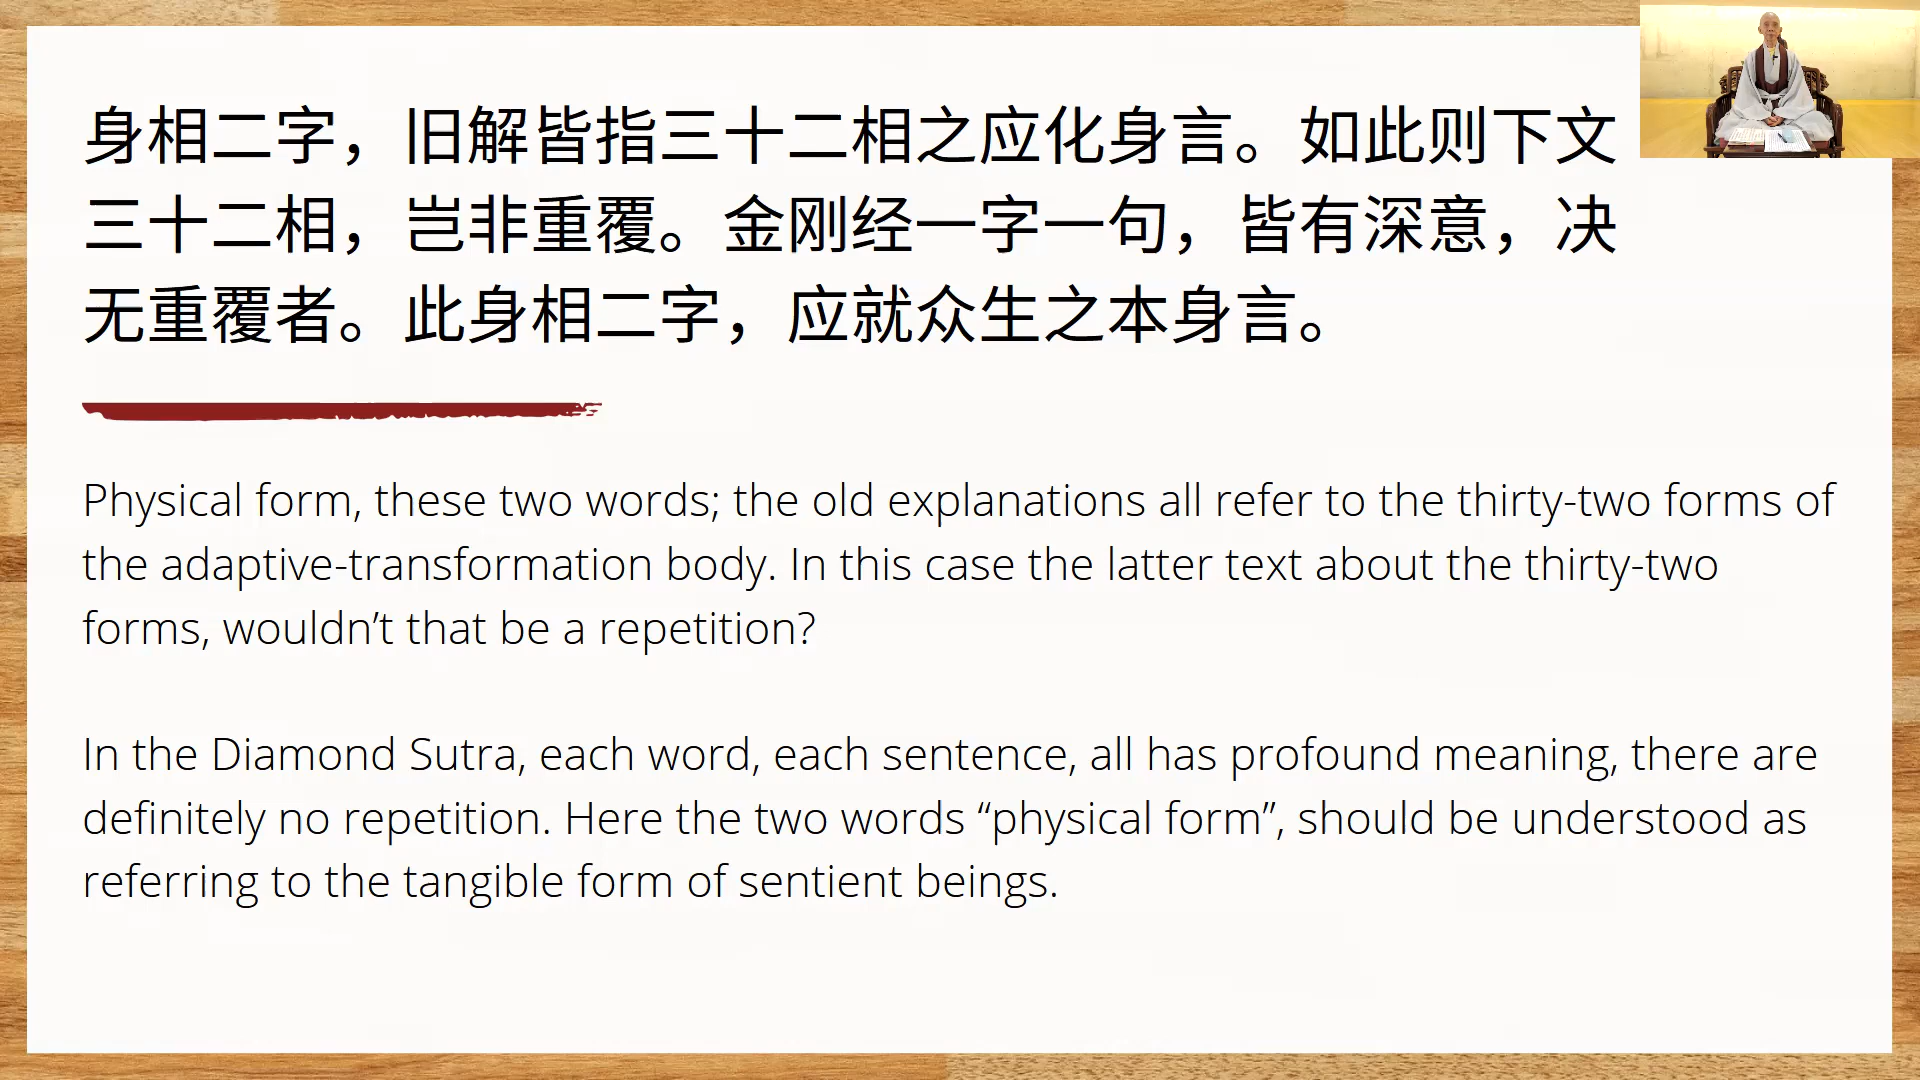 身相二字，旧解皆指三十二相之应化身言。如此则下文
三十二相，岂非重覆。金刚经一字一句，皆有深意，决
无重覆者。此身相二字，应就众生之本身言。
Physical form, these two words; the old explanations all refer to the thirty-two forms of
the adaptive-transformation body. In this case the latter text about the thirty-two
forms, wouldn’t that be a repetition?
In the Diamond Sutra, each word, each sentence, all has profound meaning, there are
definitely no repetition. Here the two words “physical form”, should be understood as
referring to the tangible form of sentient beings.